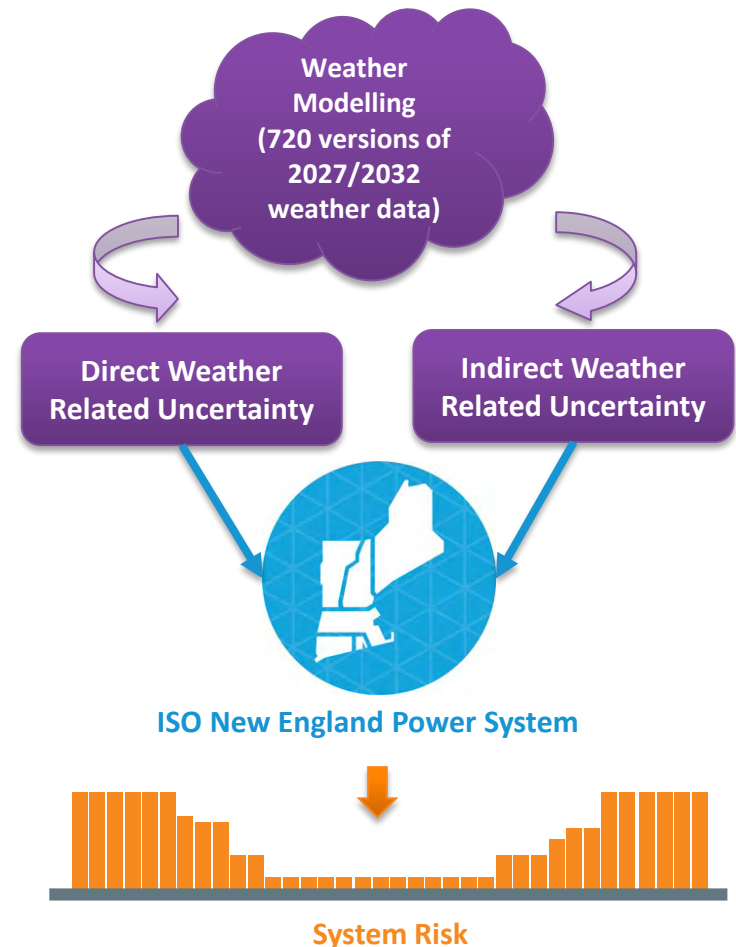 Weather
Modelling
(720 versions of
2027/2032
weather data)
Direct Weather
Related Uncertainty
Indirect Weather
Related Uncertainty
ISO New England Power System
System Risk